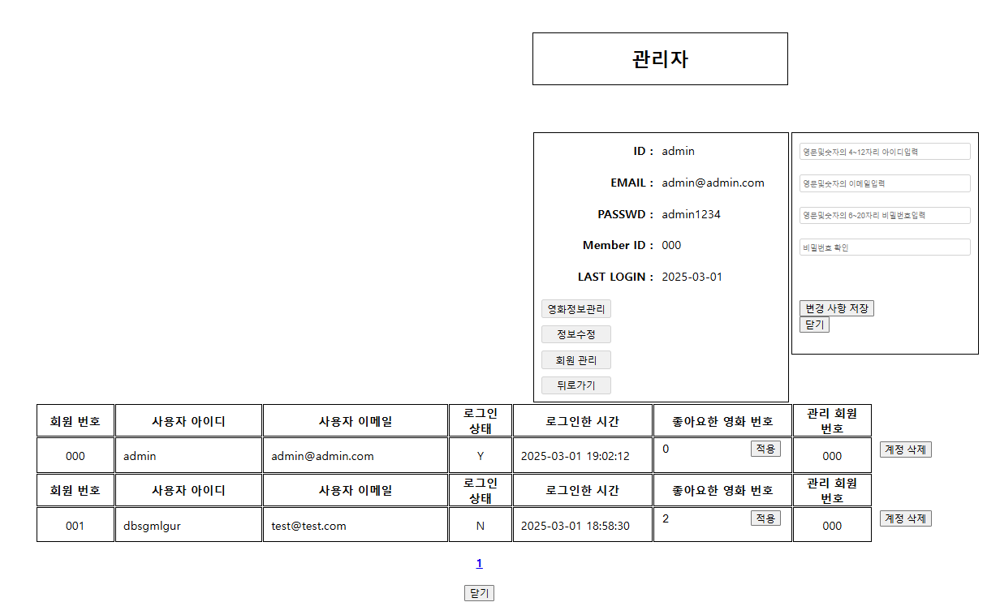 관리자
ID : admin
EMAIL : admin@admin.com
PASSWD : admin1234
Member ID : 000
LAST LOGIN : 2025-03-01
영화정보관리
정보수정
회원 관리
뒤로가기
영문및숫자의 4~12자리 아이디입력
영문및숫자의 이메일입력
영문및숫자의 6~20자리 비밀번호입력
비밀번호 확인
변경 사항 저장
닫기
회원 번호 사용자 아이디 사용자 이메일 로그인 상태 로그인한 시간 좋아요한 영화 번호 관리 회원 번호
000 admin admin@admin.com Y 2025-03-01 19:02:12 0 적용 000 계정 삭제
회원 번호 사용자 아이디 사용자 이메일 로그인 상태 로그인한 시간 좋아요한 영화 번호 관리 회원 번호
001 dbsgmlgur test@test.com N 2025-03-01 18:58:30 2 적용 000 계정 삭제
1
닫기